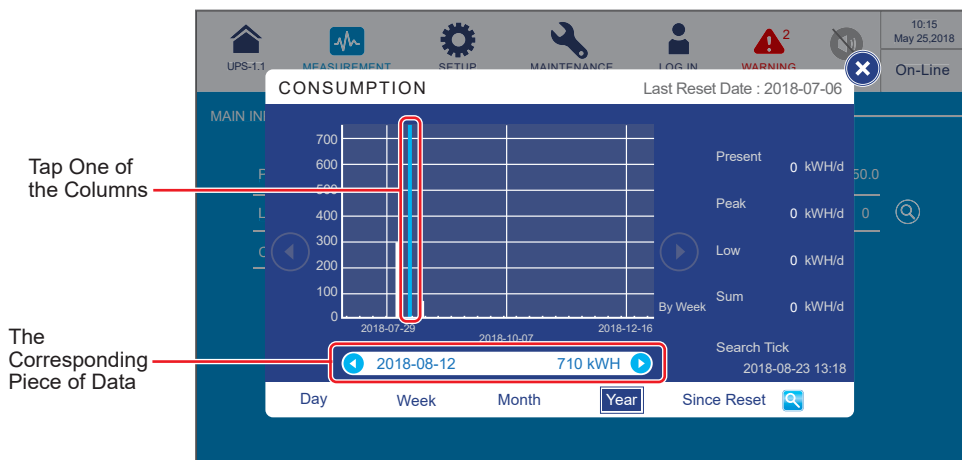 10:15
May 25,2018
2
UPS-1.1
MEASUREMENT
SETUP
MAINTENANCE
LOG IN
WARNING
On-Line
CONSUMPTION
Last Reset Date : 2018-07-06
MAIN IN
700
600
400
300
200
100
0
2018-07-29
2018-10-07
2018-12-16
By Week
Present
0 kWH/d
Peak
0 kWH/d
Low
0 kWH/d
Sum
0 kWH/d
50.0
0
Search Tick
2018-08-23 13:18
2018-08-12
710 kWH
Day
Week
Month
Year
Since Reset
Tap One of
the Columns
The
Corresponding
Piece of Data